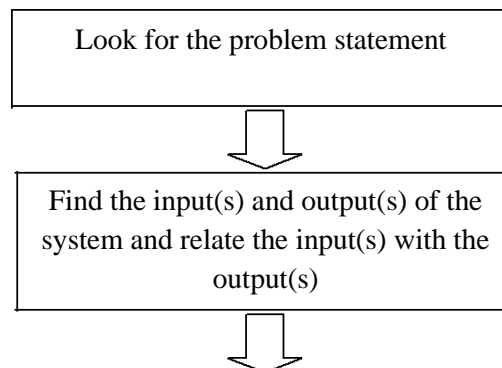 Look for the problem statement
Find the input(s) and output(s) of the
system and relate the input(s) with the
output(s)